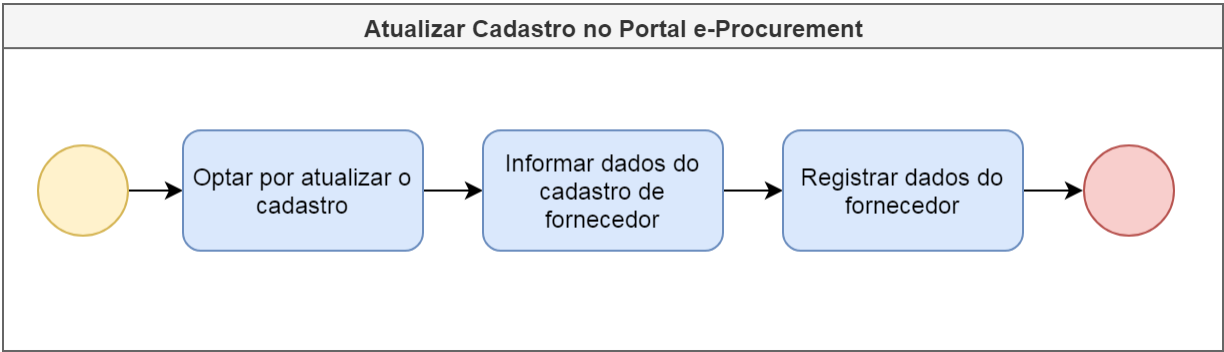 Atualizar Cadastro no Portal e-Procurement
Optar por atualizar o
cadastro
Informar dados do
cadastro de
fornecedor
Registrar dados do
fornecedor